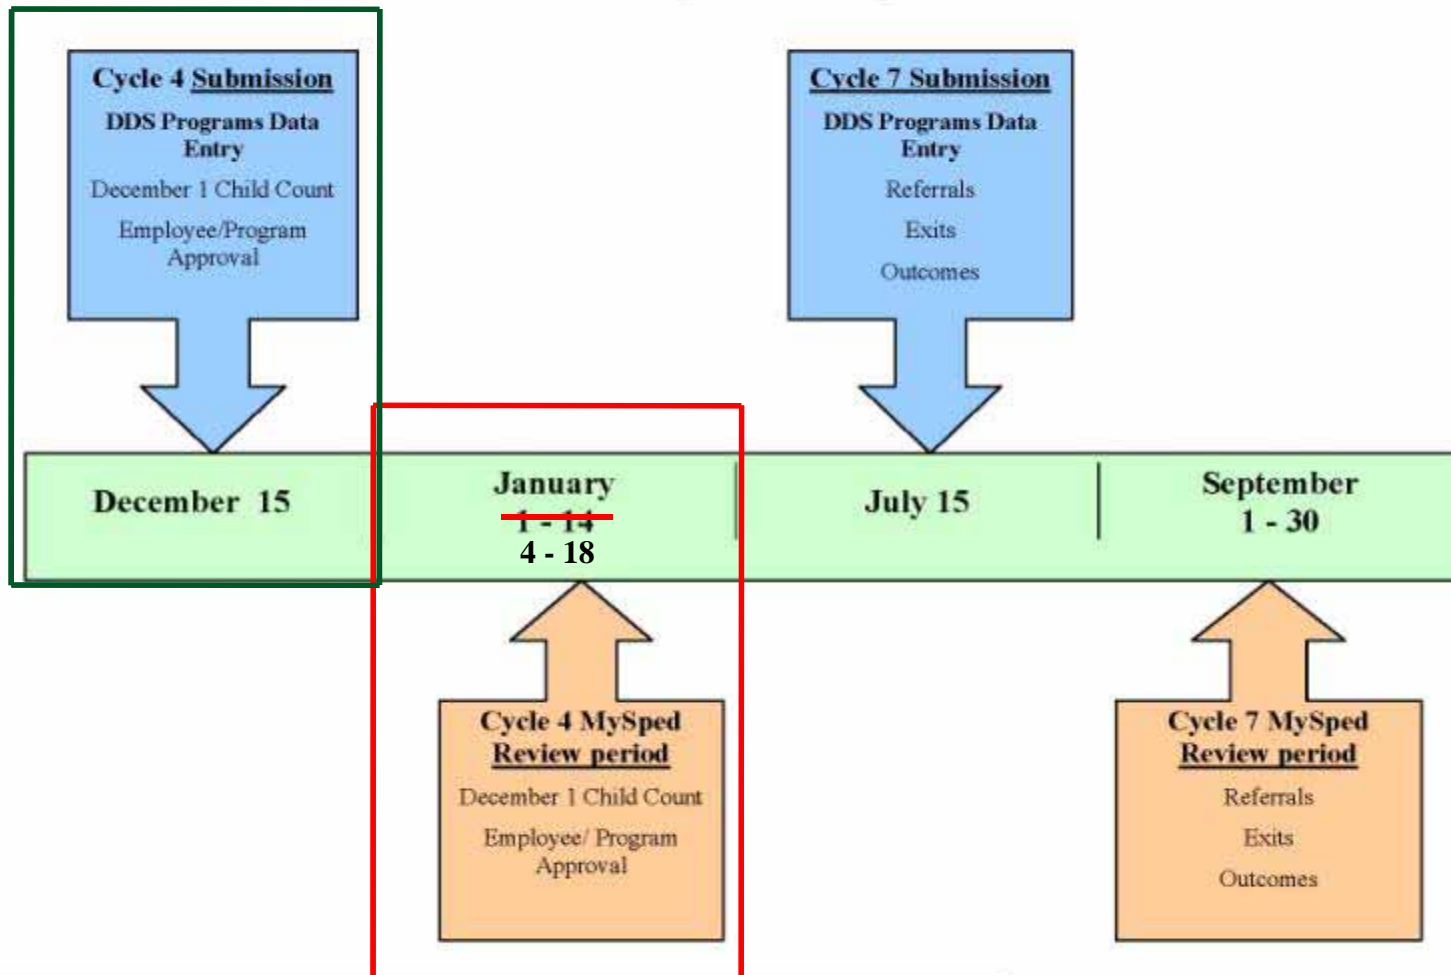 Cycle 4 Submission
DDS Programs Data
Entry
December 1 Child Count
Employee/Program
Approval
Cycle 7 Submission
DDS Programs Data
Entry
Referrals
Exits
Outcomes
December 15
January
1 - 14
4 - 18
July 15
September
1 - 30
Cycle 4 MySped
Review period
December 1 Child Count
Employee/ Program
Approval
Cycle 7 MySped
Review period
Referrals
Exits
Outcomes